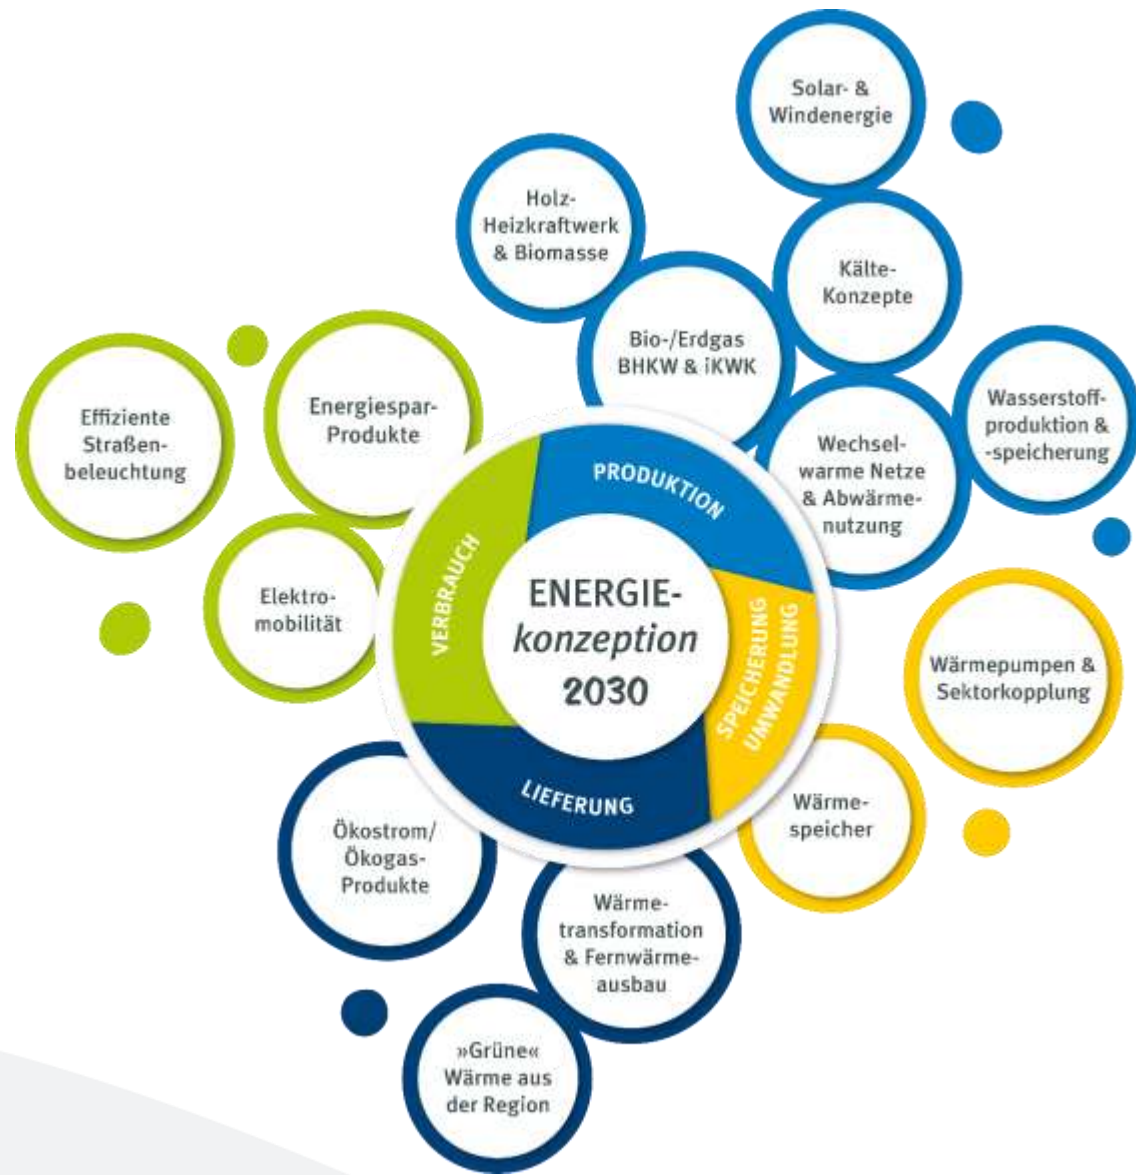 Solar- &
Windenergie
Holz-
Heizkraftwerk
& Biomasse
Kälte-
Konzepte
Bio-/Erdgas
BHKW & iKWK
Wasserstoff-
produktion &
-speicherung
Wechsel-
warme Netze
& Abwärme-
nutzung
Energiespar-
Produkte
Effiziente
Straßen-
beleuchtung
Elektro-
mobilität
PRODUKTION
VERBRAUCH
ENERGIE-
konzeption
2030
SPEICHERUNG
UMWANDLUNG
LIEFERUNG
Wärmepumpen &
Sektorkopplung
Wärme-
speicher
Ökostrom/
Ökogas-
Produkte
Wärme-
transformation
& Fernwärme-
ausbau
»Grüne«
Wärme aus
der Region